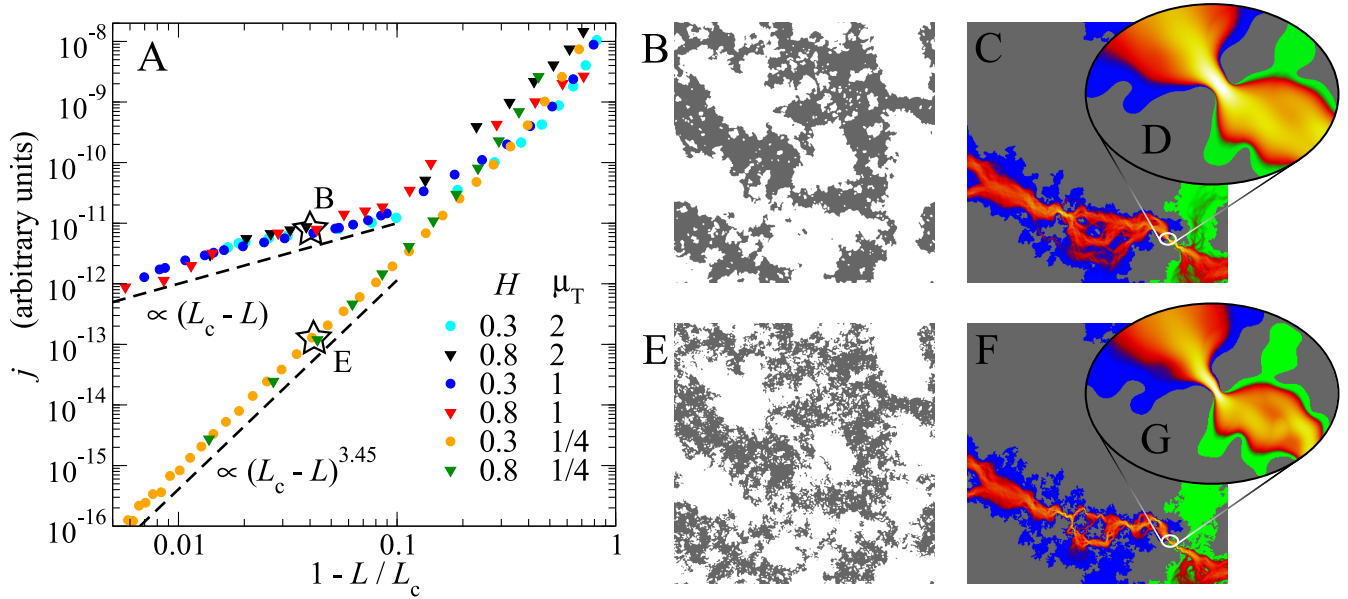 A
B
C
D
E
F
G
j (arbitrary units)
10⁻⁸
10⁻⁹
10⁻¹⁰
10⁻¹¹
10⁻¹²
10⁻¹³
10⁻¹⁴
10⁻¹⁵
10⁻¹⁶
B
∝ (L_c - L)
E
∝ (L_c - L)^3.45
H μ_T
0.3 2
0.8 2
0.3 1
0.8 1
0.3 1/4
0.8 1/4
0.01 0.1 1
1 - L / L_c